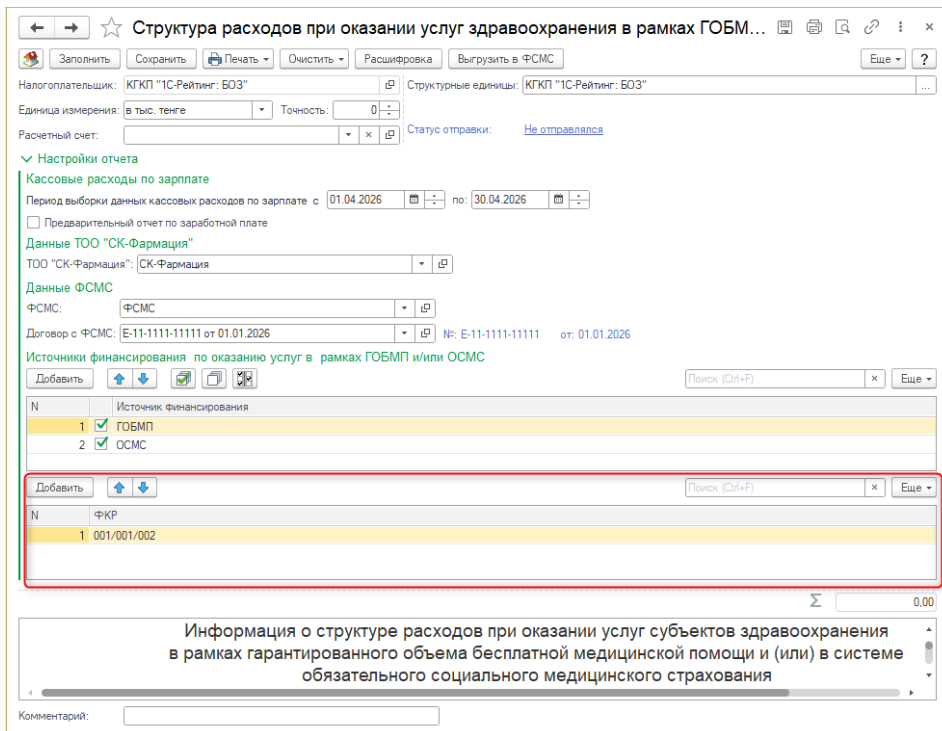 Структура расходов при оказании услуг здравоохранения в рамках ГОБМ...
Заполнить Сохранить Печать Очистить Расшифровка Выгрузить в ФСМС Еще ?
Налогоплательщик: КГКП "1С-Рейтинг: БОЗ" Структурные единицы: КГКП "1С-Рейтинг: БОЗ" ...
Единица измерения: в тыс. тенге Точность: 0
Расчетный счет: Статус отправки: Не отправлялся
Настройки отчета
Кассовые расходы по зарплате
Период выборки данных кассовых расходов по зарплате с 01.04.2026 по: 30.04.2026
Предварительный отчет по заработной плате
Данные ТОО "СК-Фармация"
ТОО "СК-Фармация": СК-Фармация
Данные ФСМС
ФСМС: ФСМС
Договор с ФСМС: Е-11-1111-11111 от 01.01.2026 №: Е-11-1111-11111 от: 01.01.2026
Источники финансирования по оказанию услуг в рамках ГОБМП и/или ОСМС
Добавить Поиск (Ctrl+F) × Еще
N Источник финансирования
1 ГОБМП
2 ОСМС
Добавить Поиск (Ctrl+F) × Еще
N ФКР
1 001/001/002
Σ 0,00
Информация о структуре расходов при оказании услуг субъектов здравоохранения
в рамках гарантированного объема бесплатной медицинской помощи и (или) в системе
обязательного социального медицинского страхования
Комментарий: